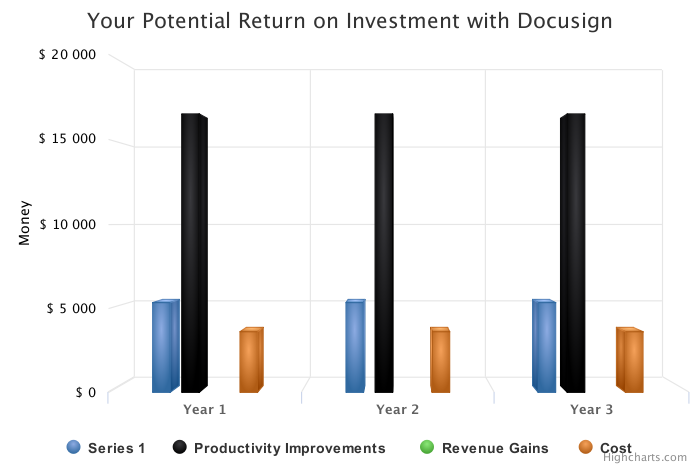 Your Potential Return on Investment with Docusign
$ 20 000
$ 15 000
$ 10 000
$ 5 000
$ 0
Money
Year 1
Year 2
Year 3
Series 1
Productivity Improvements
Revenue Gains
Cost
Highcharts.com